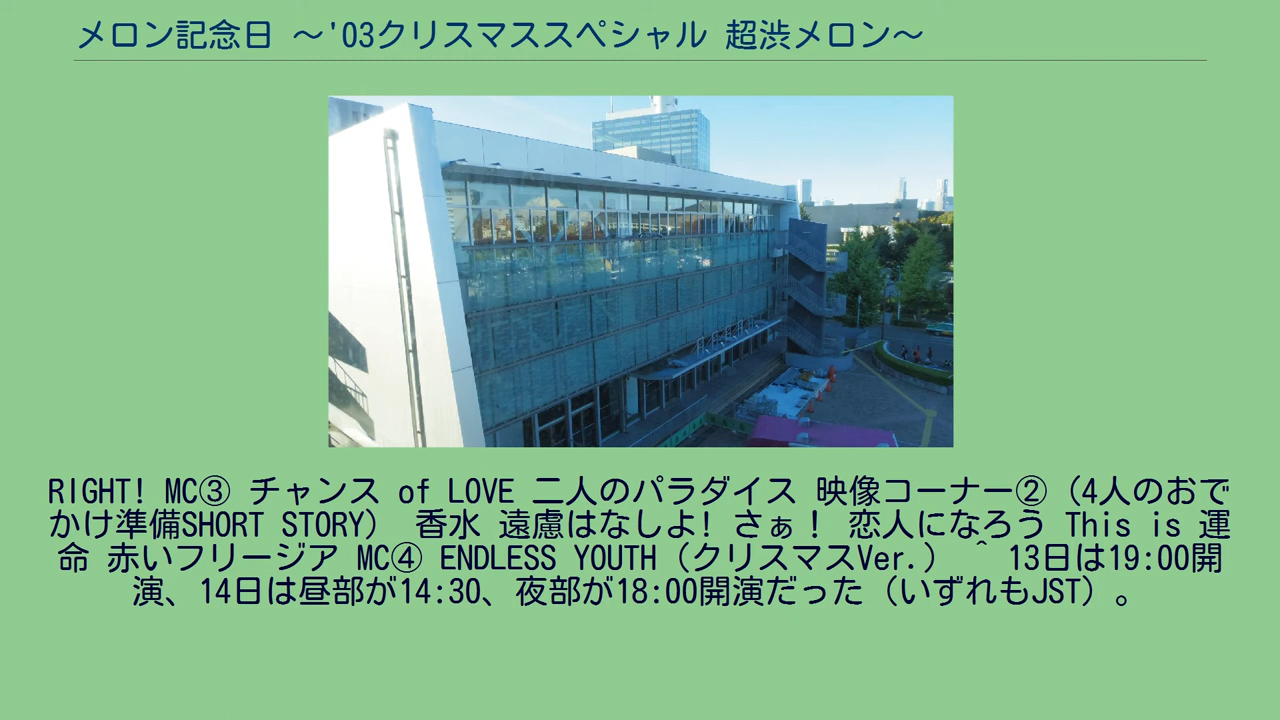 メロン記念日 ～'03クリスマススペシャル 超渋メロン～
RIGHT! MC③ チャンス of LOVE 二人のパラダイス 映像コーナー②（4人のおで
かけ準備SHORT STORY） 香水 遠慮はなしよ! さぁ！ 恋人になろう This is 運
命 赤いフリージア MC④ ENDLESS YOUTH（クリスマスVer.） ^ 13日は19:00開
演、14日は昼部が14:30、夜部が18:00開演だった（いずれもJST）。